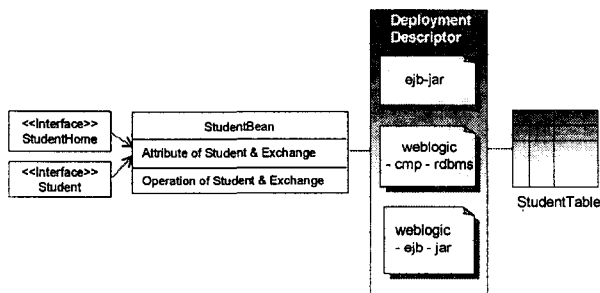 Deployment
Descriptor
ejb-jar
<<Interface>>
StudentHome
<<Interface>>
Student
StudentBean
Attribute of Student & Exchange
Operation of Student & Exchange
weblogic
- cmp - rdbms
weblogic
- ejb - jar
StudentTable